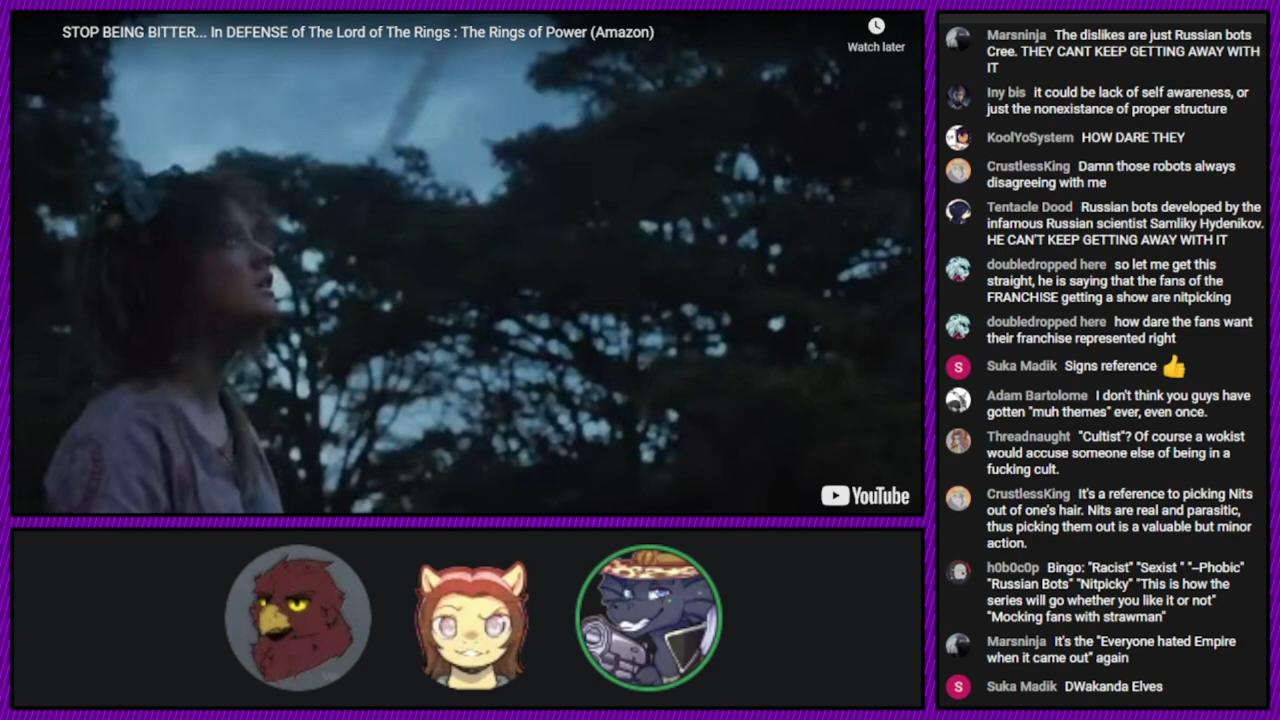 STOP BEING BITTER... In DEFENSE of The Lord of The Rings : The Rings of Power (Amazon)
Watch later
YouTube
Marsninja The dislikes are just Russian bots
Cree. THEY CANT KEEP GETTING AWAY WITH
IT
Iny bis it could be lack of self awareness, or
just the nonexistance of proper structure
KoolYoSystem HOW DARE THEY
CrustlessKing Damn those robots always
disagreeing with me
Tentacle Dood Russian bots developed by the
infamous Russian scientist Samliky Hydenikov.
HE CAN'T KEEP GETTING AWAY WITH IT
doubledropped here so let me get this
straight, he is saying that the fans of the
FRANCHISE getting a show are nitpicking
doubledropped here how dare the fans want
their franchise represented right
S Suka Madik Signs reference 👍
Adam Bartolome I don't think you guys have
gotten "muh themes" ever, even once.
Threadnaught "Cultist"? Of course a wokist
would accuse someone else of being in a
fucking cult.
CrustlessKing It's a reference to picking Nits
out of one's hair. Nits are real and parasitic,
thus picking them out is a valuable but minor
action.
h0b0c0p Bingo: "Racist" "Sexist " "–Phobic"
"Russian Bots" "Nitpicky" "This is how the
series will go whether you like it or not"
"Mocking fans with strawman"
Marsninja It's the "Everyone hated Empire
when it came out" again
S Suka Madik DWakanda Elves